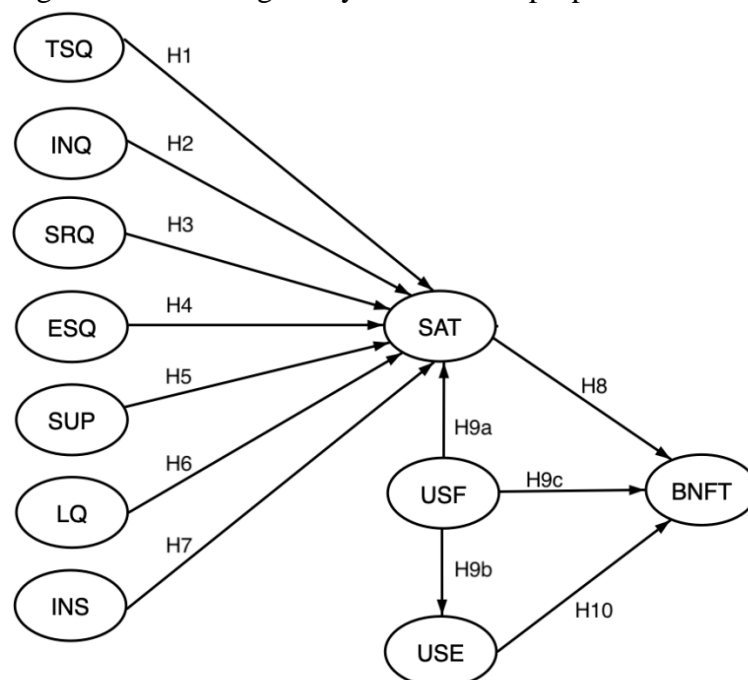 TSQ
H1
INQ
H2
SRQ
H3
ESQ
H4
SAT
SUP
H5
H8
LQ
H6
H9a
USF
H9c
BNFT
INS
H7
H9b
H10
USE